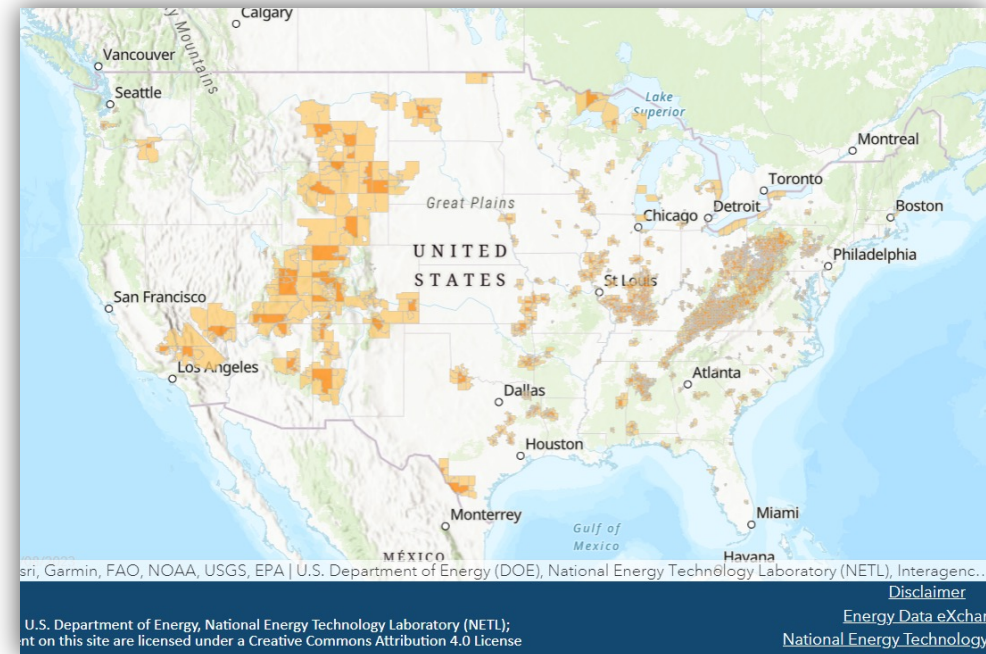 Calgary
Mountains
Vancouver
Seattle
Lake
Superior
Montreal
Toronto
Great Plains
Boston
Chicago
Detroit
UNITED
STATES
Philadelphia
St Louis
San Francisco
Los Angeles
Atlanta
Dallas
Houston
Monterrey
Miami
Gulf of
Mexico
MÉXICO
Havana
sri, Garmin, FAO, NOAA, USGS, EPA | U.S. Department of Energy (DOE), National Energy Technology Laboratory (NETL), Interagenc...
Disclaimer
U.S. Department of Energy, National Energy Technology Laboratory (NETL);
Energy Data eXchan
ent on this site are licensed under a Creative Commons Attribution 4.0 License
National Energy Technology